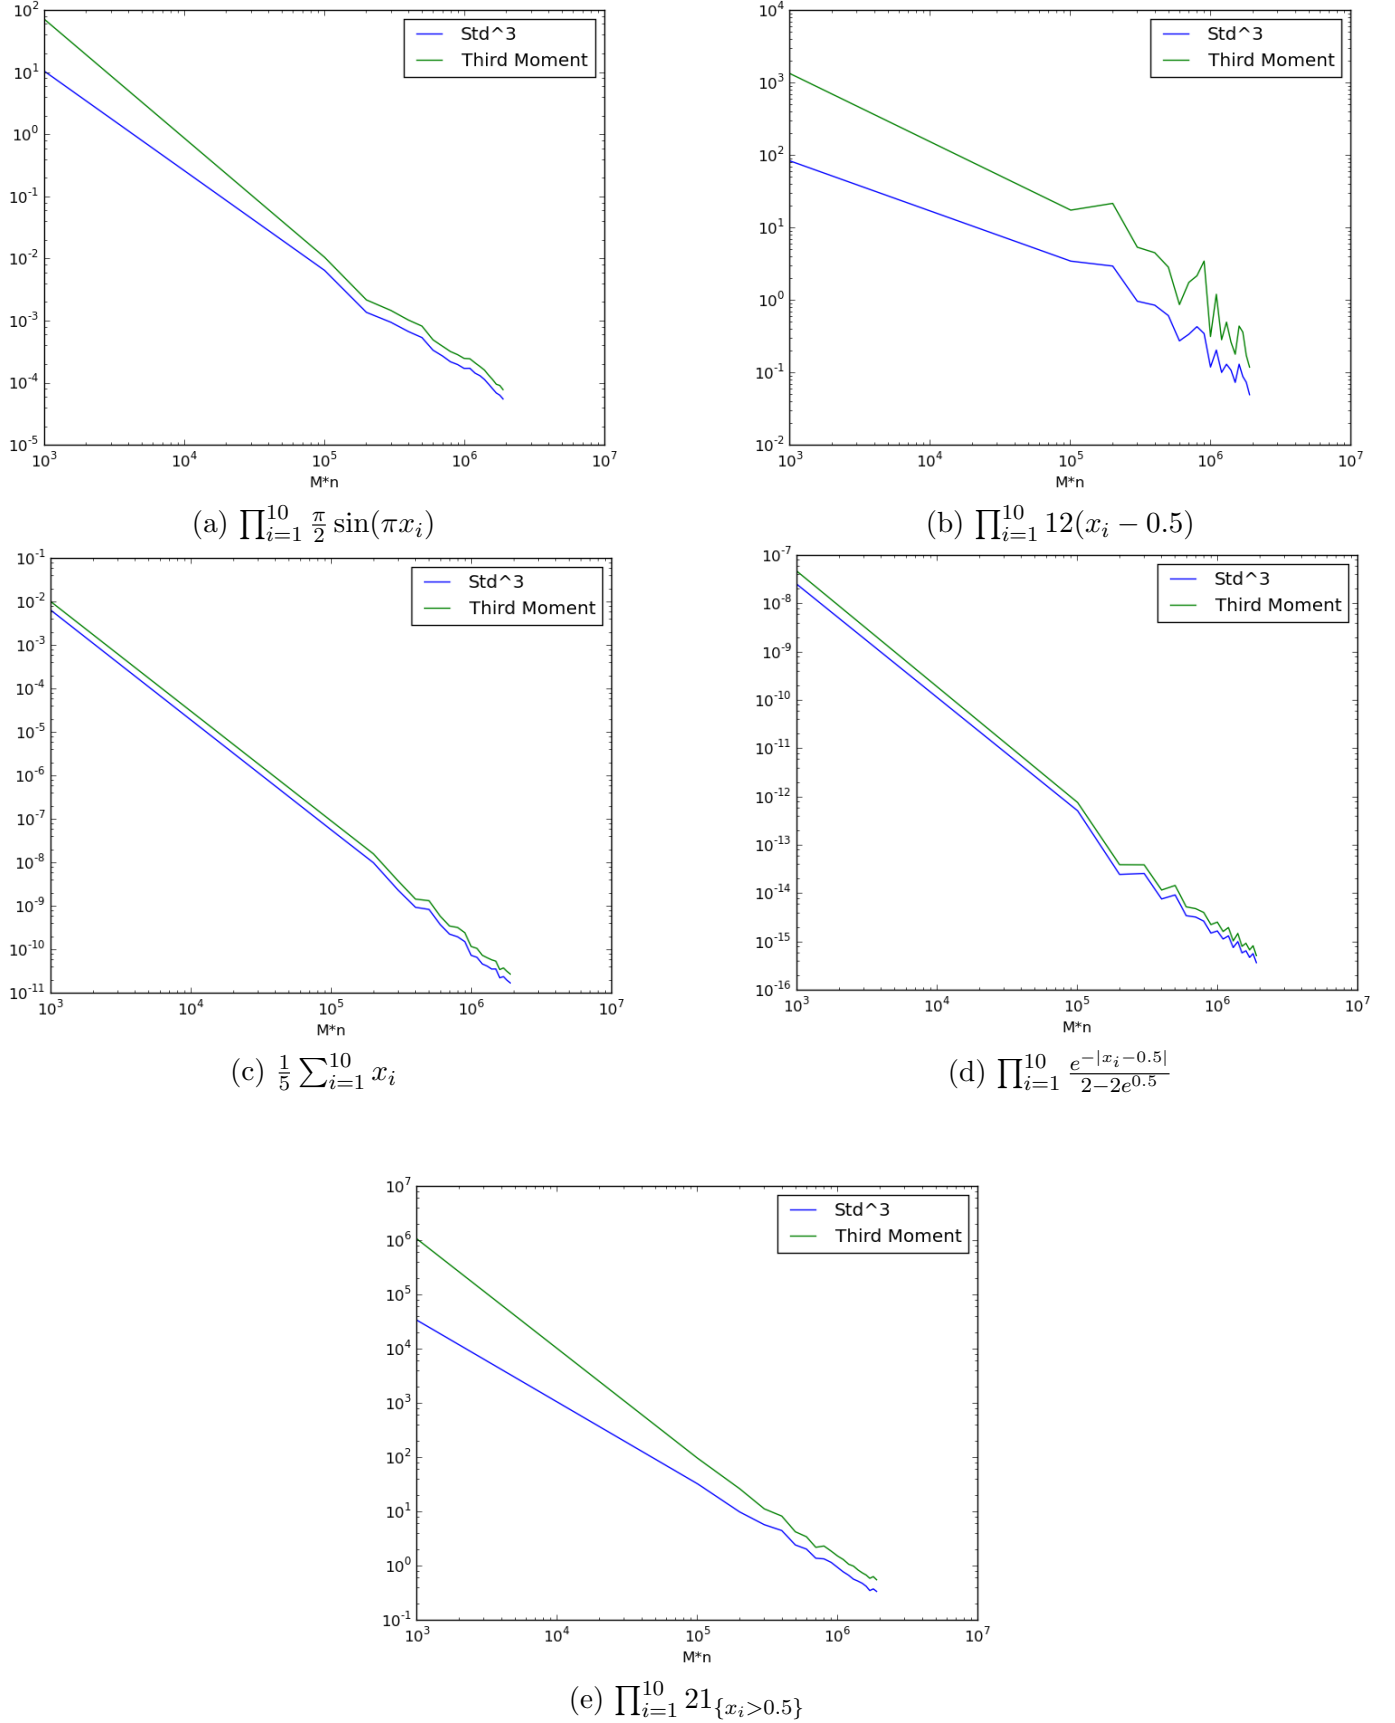 10^2
10^1
10^0
10^-1
10^-2
10^-3
10^-4
10^-5
10^3 10^4 10^5 10^6 10^7
M*n
Std^3
Third Moment
(a) ∏_{i=1}^{10} π/2 sin(πx_i)
10^4
10^3
10^2
10^1
10^0
10^-1
10^-2
10^3 10^4 10^5 10^6 10^7
M*n
Std^3
Third Moment
(b) ∏_{i=1}^{10} 12(x_i − 0.5)
10^-1
10^-2
10^-3
10^-4
10^-5
10^-6
10^-7
10^-8
10^-9
10^-10
10^-11
10^3 10^4 10^5 10^6 10^7
M*n
Std^3
Third Moment
(c) 1/5 ∑_{i=1}^{10} x_i
10^-7
10^-8
10^-9
10^-10
10^-11
10^-12
10^-13
10^-14
10^-15
10^-16
10^3 10^4 10^5 10^6 10^7
M*n
Std^3
Third Moment
(d) ∏_{i=1}^{10} e^{−|x_i−0.5|}/(2−2e^{0.5})
10^7
10^6
10^5
10^4
10^3
10^2
10^1
10^0
10^-1
10^3 10^4 10^5 10^6 10^7
M*n
Std^3
Third Moment
(e) ∏_{i=1}^{10} 21_{{x_i>0.5}}